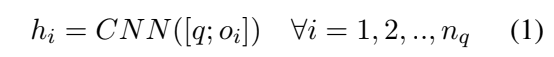 h_i = CNN([q; o_i]) ∀i = 1, 2, .., n_q (1)